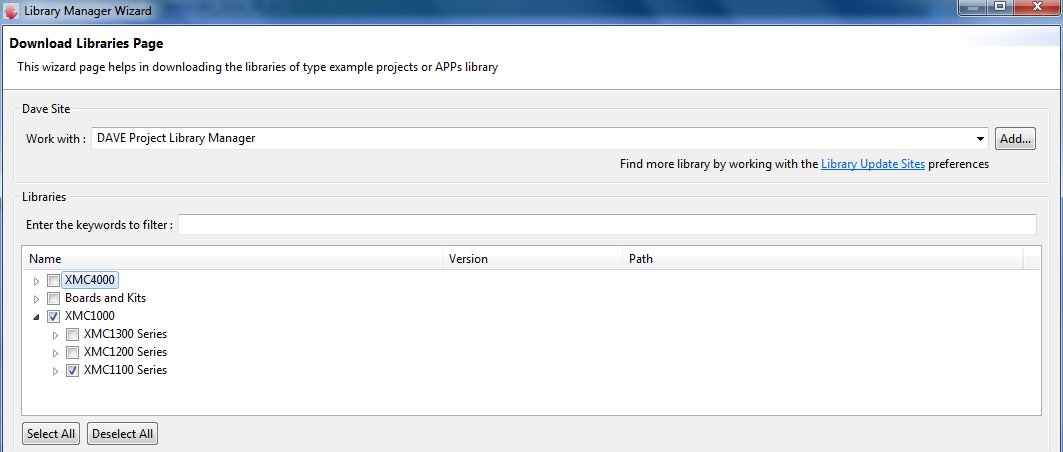 Library Manager Wizard
Download Libraries Page
This wizard page helps in downloading the libraries of type example projects or APPs library
Dave Site
Work with : DAVE Project Library Manager Add...
Find more library by working with the Library Update Sites preferences
Libraries
Enter the keywords to filter :
Name Version Path
XMC4000
Boards and Kits
XMC1000
XMC1300 Series
XMC1200 Series
XMC1100 Series
Select All Deselect All